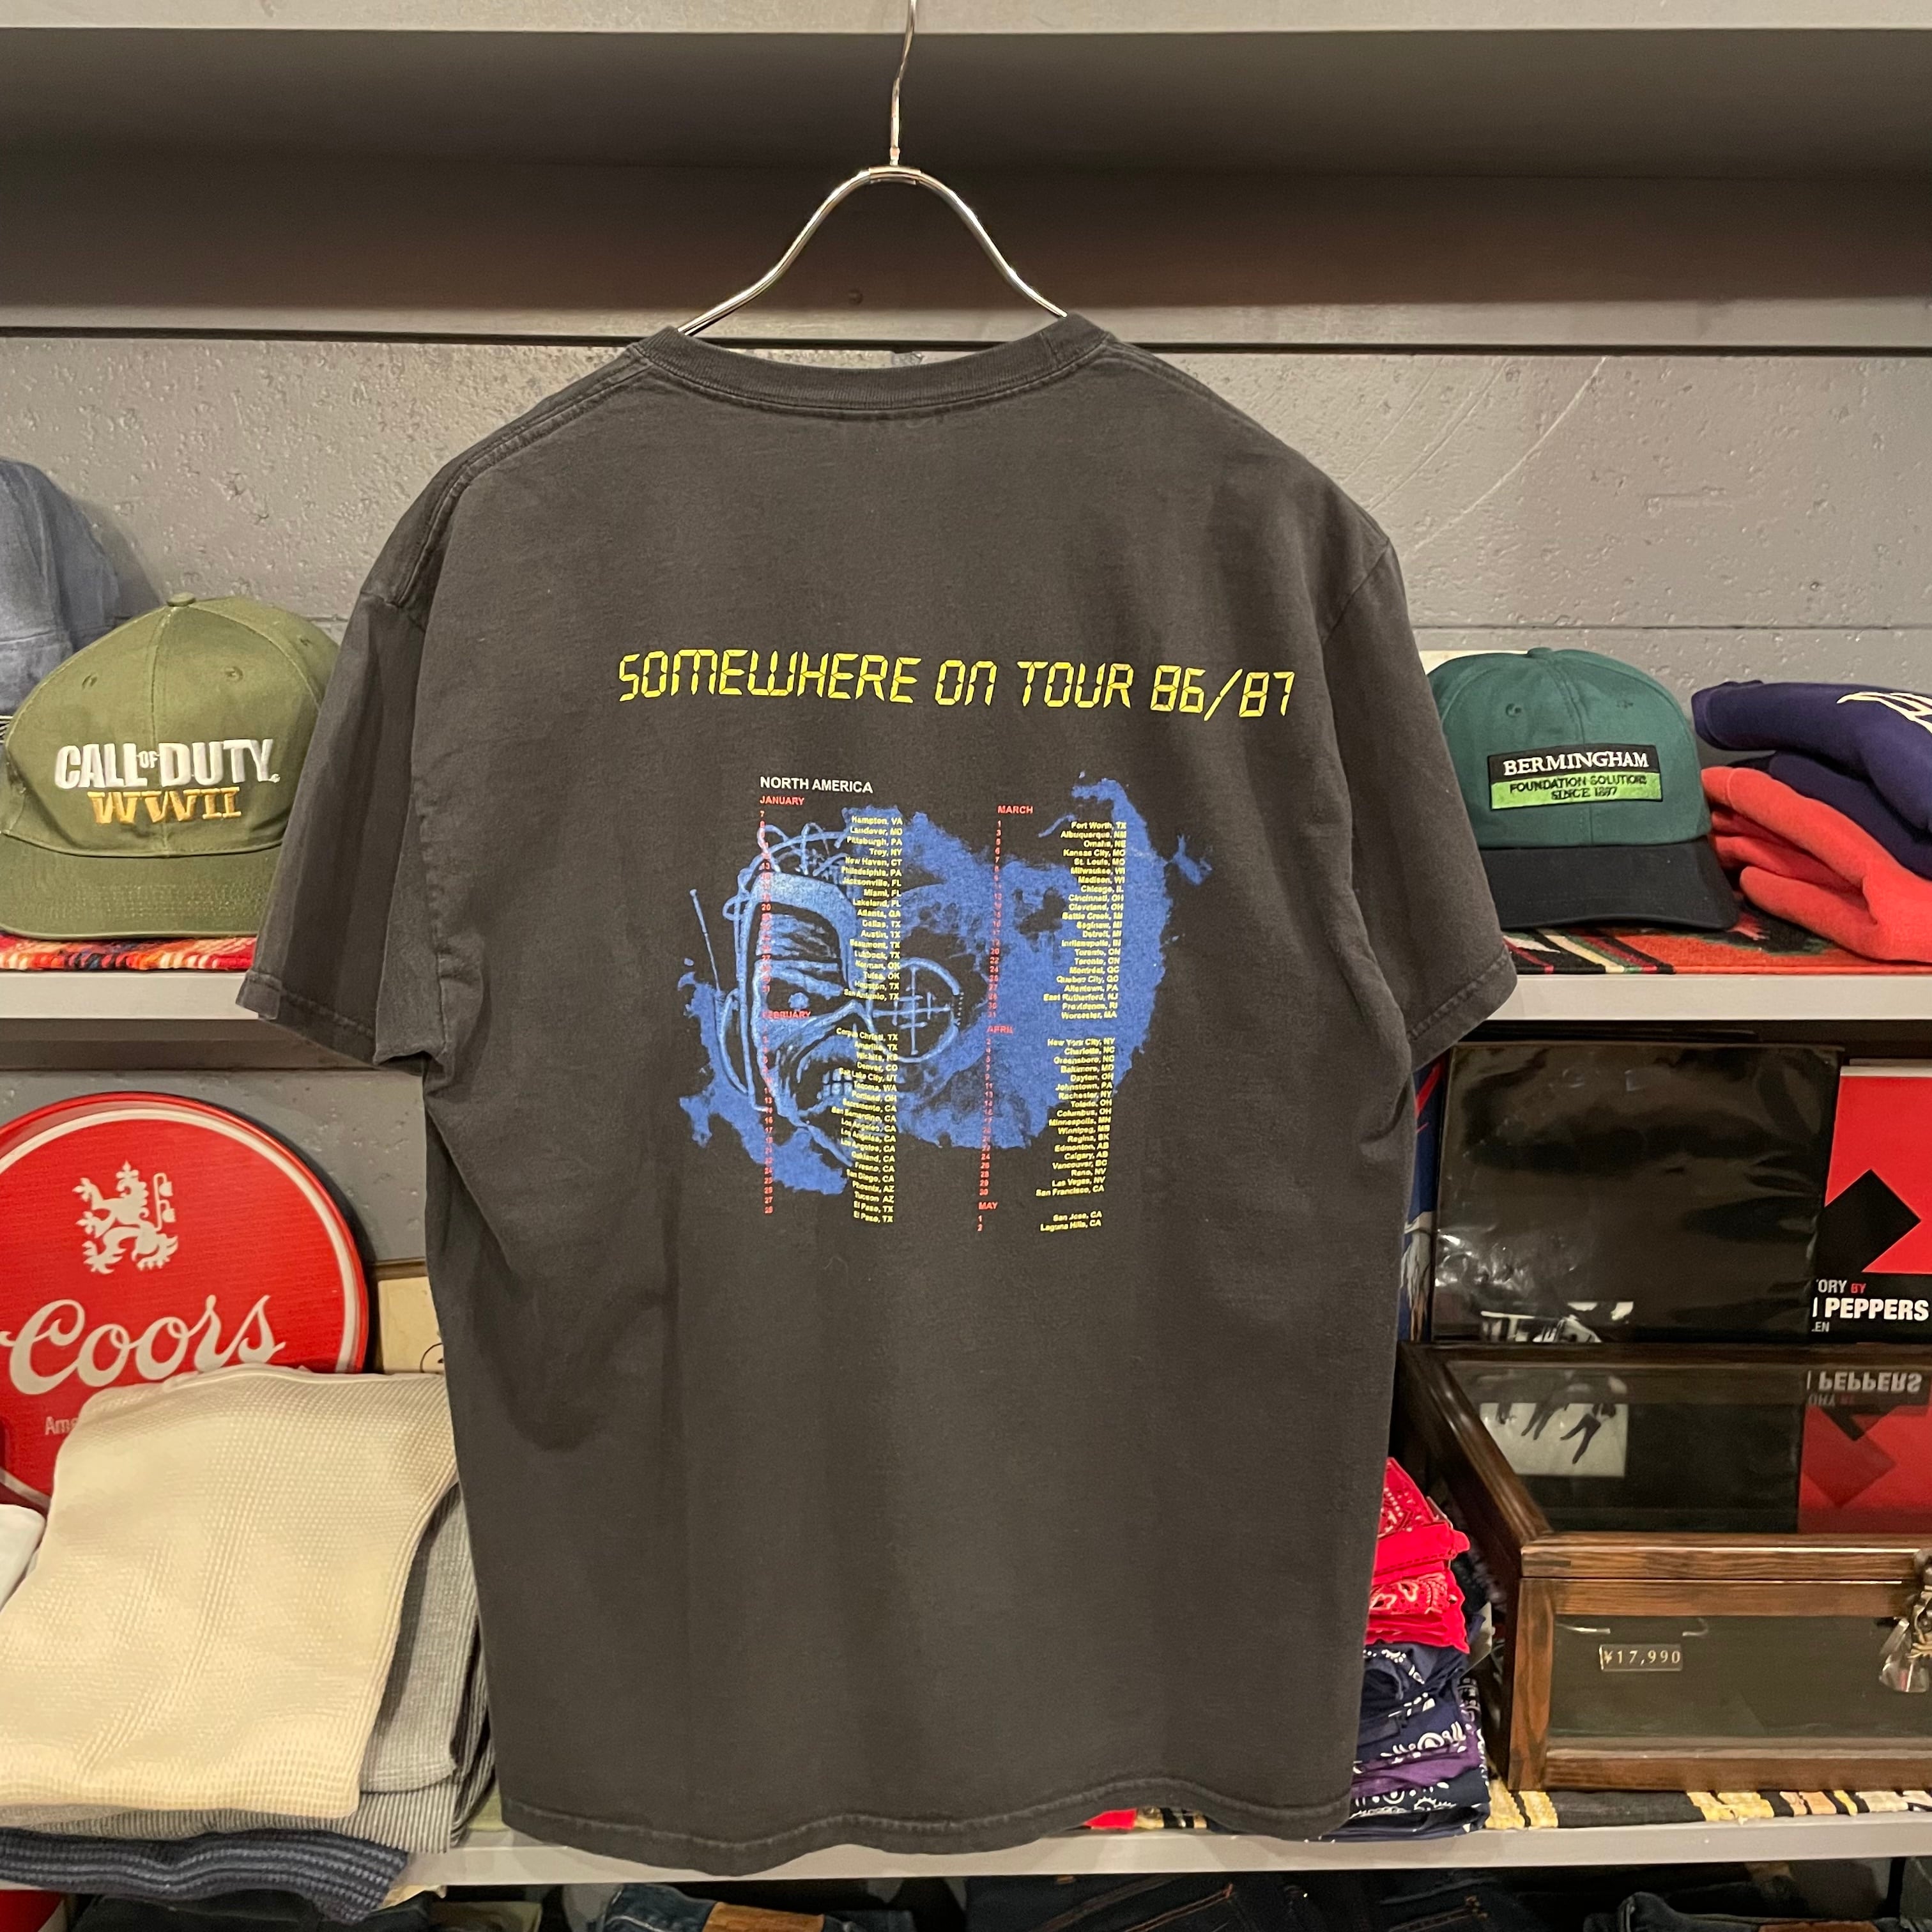 SOMEWHERE ON TOUR 86/87
NORTH AMERICA
JANUARY
7
Hampton, VA
Landover, MD
Pittsburgh, PA
Troy, NY
New Haven, CT
Philadelphia, PA
Jacksonville, FL
Miami, FL
Lakeland, FL
Atlanta, GA
Dallas, TX
Austin, TX
Beaumont, TX
Lubbock, TX
Norman, OK
Tulsa, OK
Houston, TX
San Antonio, TX
FEBRUARY
Corpus Christi, TX
Amarillo, TX
Wichita, KS
Denver, CO
Salt Lake City, UT
Tacoma, WA
Portland, OH
Sacramento, CA
San Bernardino, CA
Los Angeles, CA
Los Angeles, CA
Los Angeles, CA
Oakland, CA
Fresno, CA
San Diego, CA
Phoenix, AZ
Tucson AZ
El Paso, TX
El Paso, TX
MARCH
Fort Worth, TX
Albuquerque, NM
Omaha, NE
Kansas City, MO
St. Louis, MO
Milwaukee, WI
Madison, WI
Chicago, IL
Cincinnati, OH
Cleveland, OH
Battle Creek, MI
Saginaw, MI
Detroit, MI
Indianapolis, IN
Toronto, ON
Toronto, ON
Montréal, QC
Quebec City, QC
Allentown, PA
East Rutherford, NJ
Providence, RI
Worcester, MA
APRIL
New York City, NY
Charlotte, NC
Greensboro, NC
Baltimore, MD
Dayton, OH
Johnstown, PA
Rochester, NY
Toledo, OH
Columbus, OH
Minneapolis, MN
Winnipeg, MB
Regina, SK
Edmonton, AB
Calgary, AB
Vancouver, BC
Reno, NV
Las Vegas, NV
San Francisco, CA
MAY
1 San Jose, CA
2 Laguna Hills, CA
CALL OF DUTY
WWII
BERMINGHAM
FOUNDATION SOLUTIONS
SINCE 1897
Coors
ORY BY
PEPPERS
¥17,990